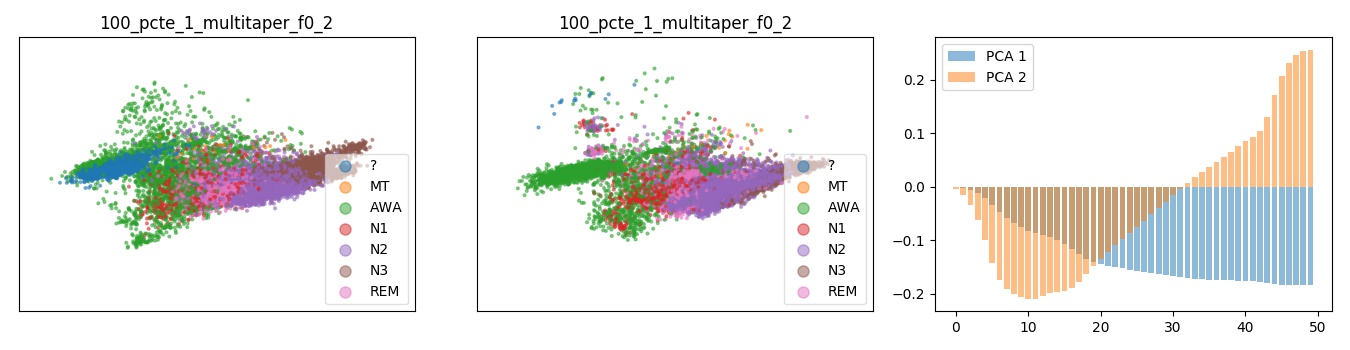 100_pcte_1_multitaper_f0_2
?
MT
AWA
N1
N2
N3
REM
100_pcte_1_multitaper_f0_2
?
MT
AWA
N1
N2
N3
REM
PCA 1
PCA 2
0.2
0.1
0.0
−0.1
−0.2
0 10 20 30 40 50